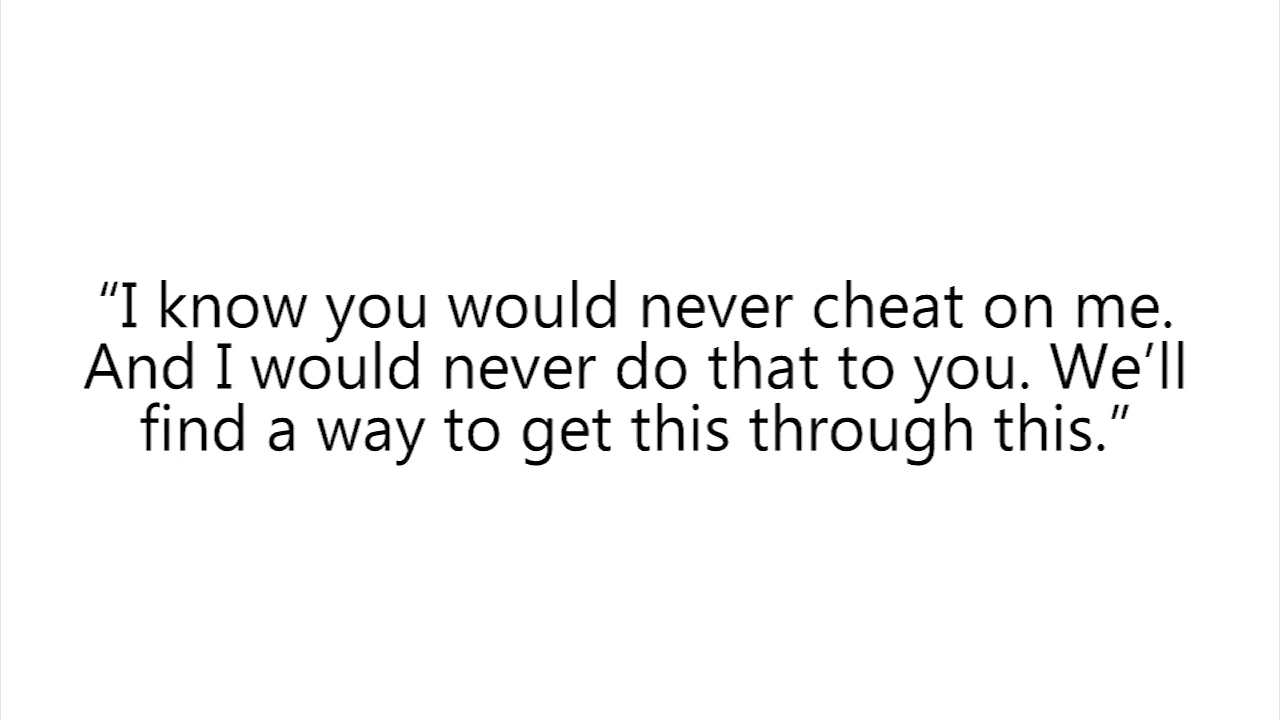 “I know you would never cheat on me.
And I would never do that to you. We’ll
find a way to get this through this.”